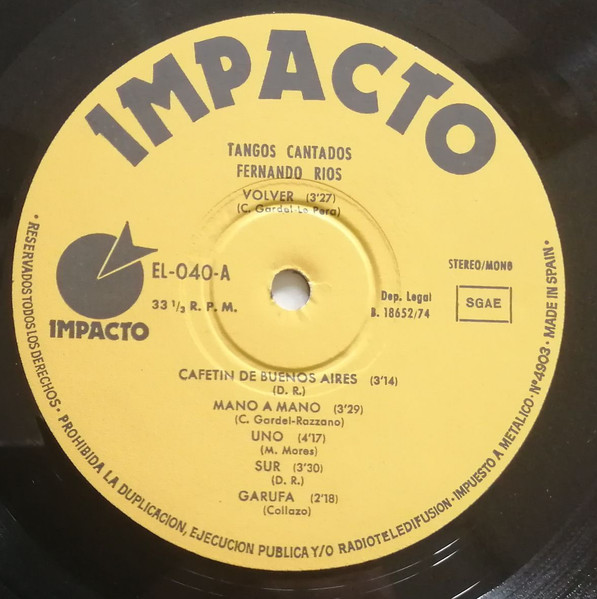 IMPACTO
TANGOS CANTADOS
FERNANDO RIOS
VOLVER (3'27)
(C. Gardel-Le Pera)
IMPACTO
EL-040-A
33 1/3 R. P. M.
Dep. Legal
B. 18652/74
STEREO/MONO
SGAE
CAFETIN DE BUENOS AIRES (3'14)
(D. R.)
MANO A MANO (3'29)
(C. Gardel-Razzano)
UNO (4'17)
(M. Mores)
SUR (3'30)
(D. R.)
GARUFA (2'18)
(Collazo)
• RESERVADOS TODOS LOS DERECHOS • PROHIBIDA LA DUPLICACION, EJECUCION PUBLICA Y/O RADIOTELEDIFUSION • IMPUESTO A METALICO • Nº 4903 • MADE IN SPAIN •